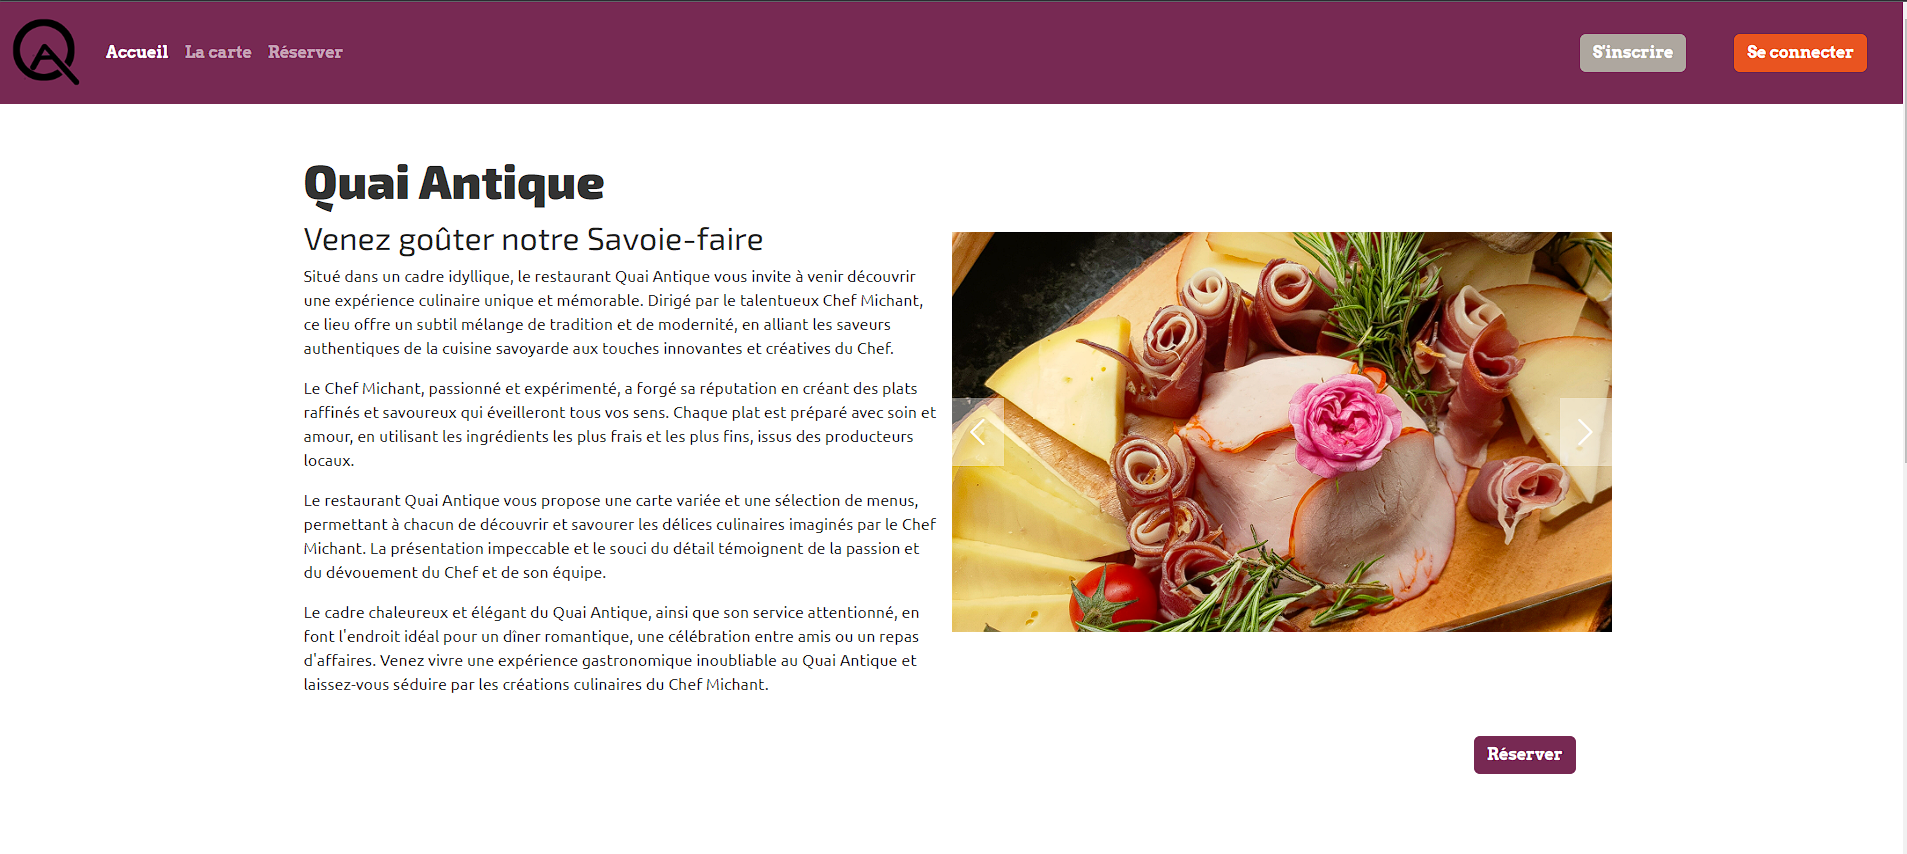 QA
Accueil La carte Réserver S'inscrire Se connecter
Quai Antique
Venez goûter notre Savoie-faire
Situé dans un cadre idyllique, le restaurant Quai Antique vous invite à venir découvrir
une expérience culinaire unique et mémorable. Dirigé par le talentueux Chef Michant,
ce lieu offre un subtil mélange de tradition et de modernité, en alliant les saveurs
authentiques de la cuisine savoyarde aux touches innovantes et créatives du Chef.
Le Chef Michant, passionné et expérimenté, a forgé sa réputation en créant des plats
raffinés et savoureux qui éveilleront tous vos sens. Chaque plat est préparé avec soin et
amour, en utilisant les ingrédients les plus frais et les plus fins, issus des producteurs
locaux.
Le restaurant Quai Antique vous propose une carte variée et une sélection de menus,
permettant à chacun de découvrir et savourer les délices culinaires imaginés par le Chef
Michant. La présentation impeccable et le souci du détail témoignent de la passion et
du dévouement du Chef et de son équipe.
Le cadre chaleureux et élégant du Quai Antique, ainsi que son service attentionné, en
font l'endroit idéal pour un dîner romantique, une célébration entre amis ou un repas
d'affaires. Venez vivre une expérience gastronomique inoubliable au Quai Antique et
laissez-vous séduire par les créations culinaires du Chef Michant.
Réserver